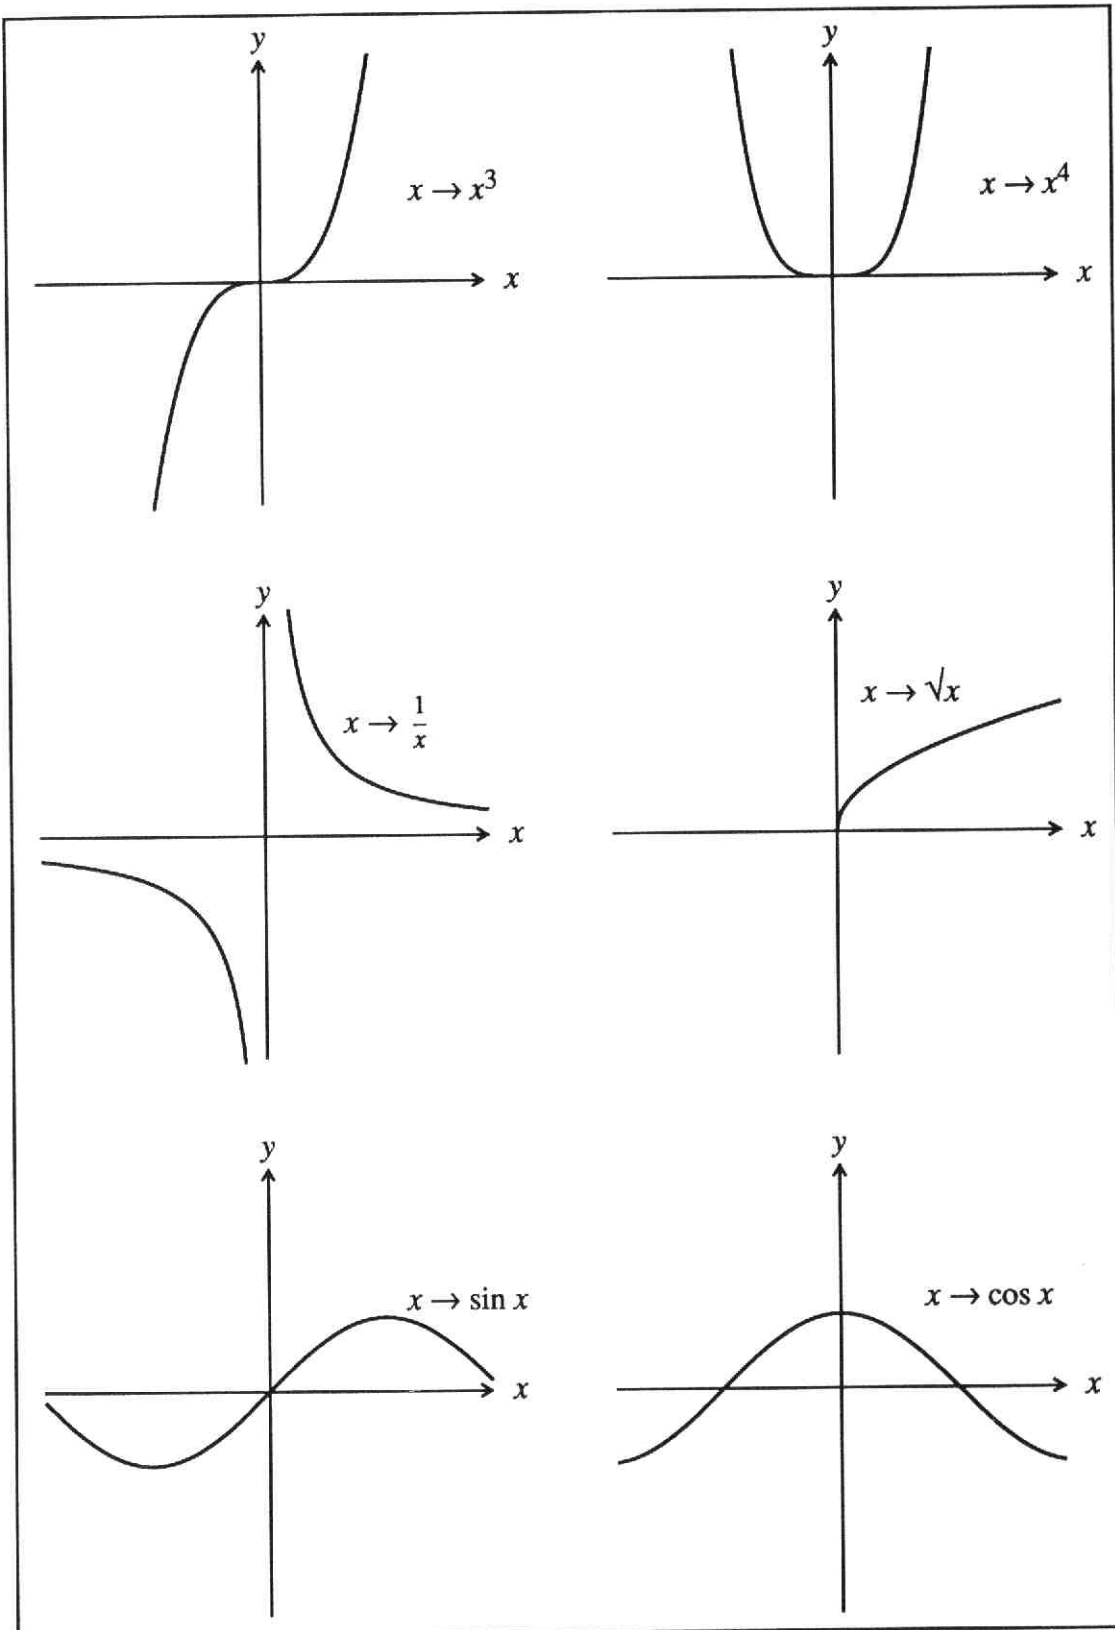 y
y
x → x³
x → x⁴
x
x
y
y
x → 1/x
x → √x
x
x
y
y
x → sin x
x → cos x
x
x